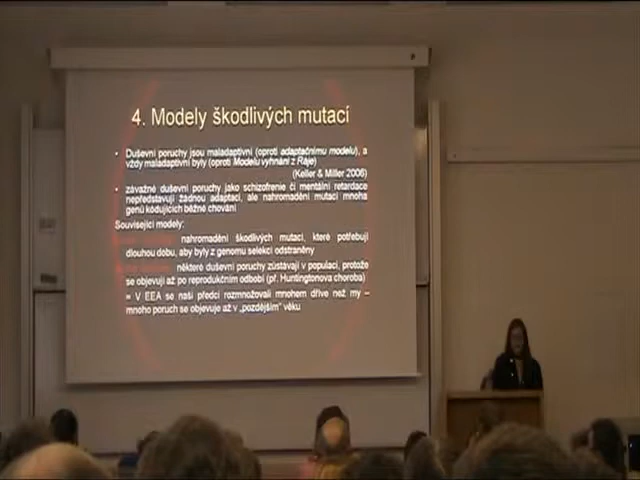 4. Modely škodlivých mutací
• Duševní poruchy jsou maladaptivní (oproti adaptačnímu modelu), a
vždy maladaptivní byly (oproti Modelu vyhnání z Ráje)
(Keller & Miller 2006)
• závažné duševní poruchy jako schizofrenie či mentální retardace
nepředstavují žádnou adaptaci, ale nahromadění mutací mnoha
genů kódujících běžné chování
Související modely:
nahromadění škodlivých mutací, které potřebují
dlouhou dobu, aby byly z genomu selekcí odstraněny
některé duševní poruchy zůstávají v populaci, protože
se objevují až po reprodukčním odbobí (př. Huntingtonova choroba)
= V EEA se naši předci rozmnožovali mnohem dříve než my –
mnoho poruch se objevuje až v „pozdějším" věku